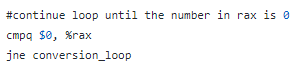 #continue loop until the number in rax is 0
cmpq $0, %rax
jne conversion_loop